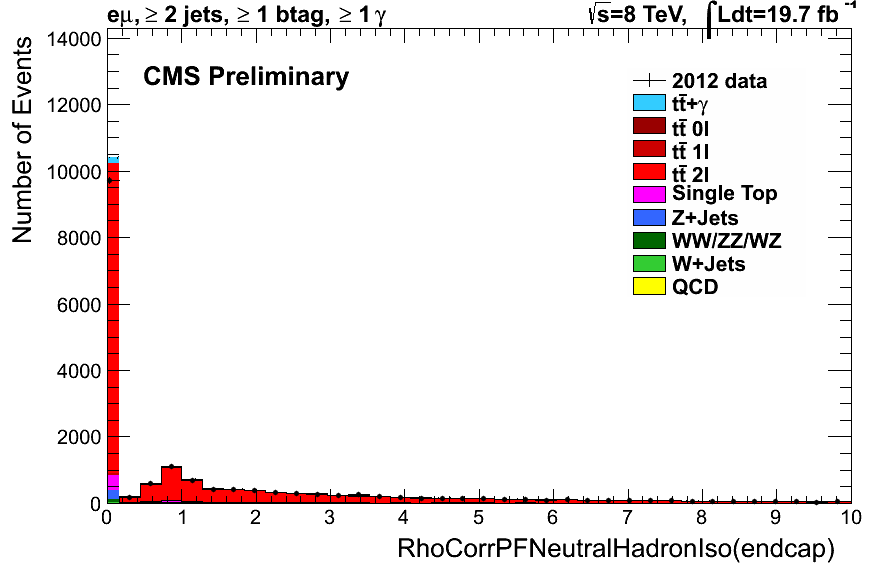 eμ, ≥ 2 jets, ≥ 1 btag, ≥ 1 γ
√s=8 TeV, ∫Ldt=19.7 fb⁻¹
CMS Preliminary
Number of Events
14000
12000
10000
8000
6000
4000
2000
0
2012 data
tt̄+γ
tt̄ 0l
tt̄ 1l
tt̄ 2l
Single Top
Z+Jets
WW/ZZ/WZ
W+Jets
QCD
0 1 2 3 4 5 6 7 8 9 10
RhoCorrPFNeutralHadronIso(endcap)